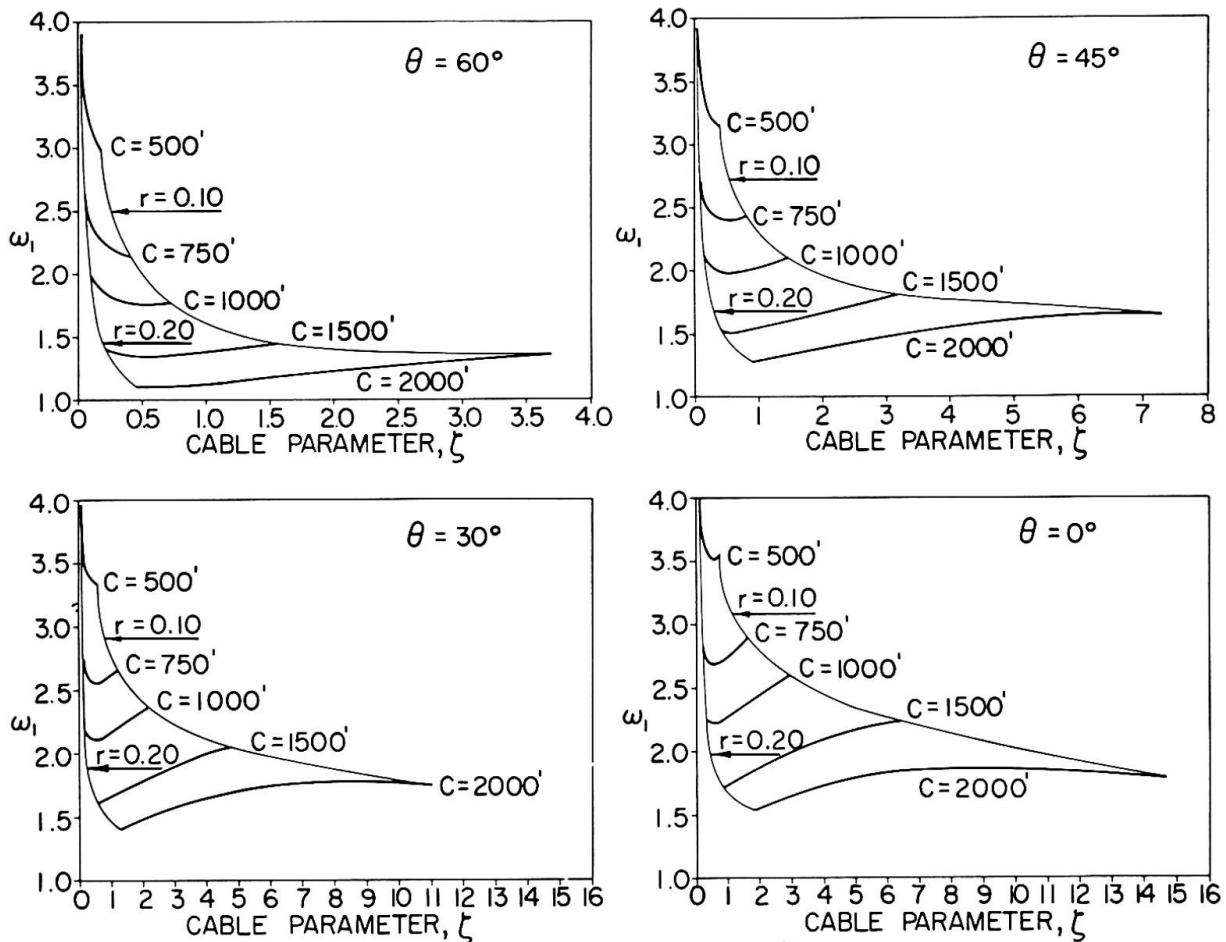 4.0
3.5
3.0
2.5
2.0
1.5
1.0
ω₁
θ = 60°
C = 500'
r = 0.10
C = 750'
C = 1000'
r = 0.20
C = 1500'
C = 2000'
0 0.5 1.0 1.5 2.0 2.5 3.0 3.5 4.0
CABLE PARAMETER, ζ
4.0
3.5
3.0
2.5
2.0
1.5
1.0
ω₁
θ = 45°
C = 500'
r = 0.10
C = 750'
C = 1000'
C = 1500'
r = 0.20
C = 2000'
0 1 2 3 4 5 6 7 8
CABLE PARAMETER, ζ
4.0
3.5
3.0
2.5
2.0
1.5
1.0
ω₁
θ = 30°
C = 500'
r = 0.10
C = 750'
C = 1000'
C = 1500'
r = 0.20
C = 2000'
0 1 2 3 4 5 6 7 8 9 10 11 12 13 14 15 16
CABLE PARAMETER, ζ
4.0
3.5
3.0
2.5
2.0
1.5
1.0
ω₁
θ = 0°
C = 500'
r = 0.10
C = 750'
C = 1000'
C = 1500'
r = 0.20
C = 2000'
0 1 2 3 4 5 6 7 8 9 10 11 12 13 14 15 16
CABLE PARAMETER, ζ